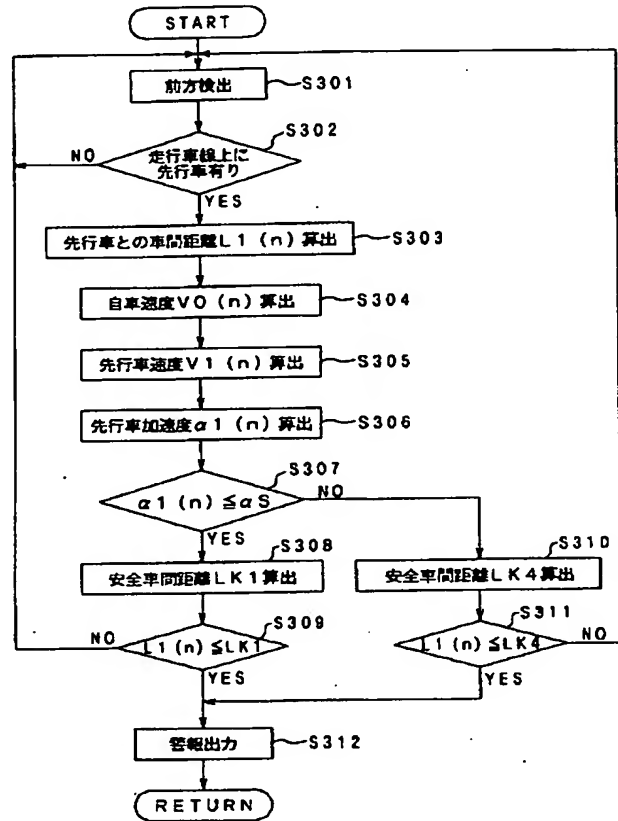 START
前方検出
S301
走行車線上に
先行車有り
S302
NO
YES
先行車との車間距離L1(n)算出
S303
自車速度V0(n)算出
S304
先行車速度V1(n)算出
S305
先行車加速度α1(n)算出
S306
α1(n)≦αS
S307
NO
YES
安全車間距離LK1算出
S308
安全車間距離LK4算出
S310
L1(n)≦LK1
S309
NO
YES
L1(n)≦LK4
S311
NO
YES
警報出力
S312
RETURN